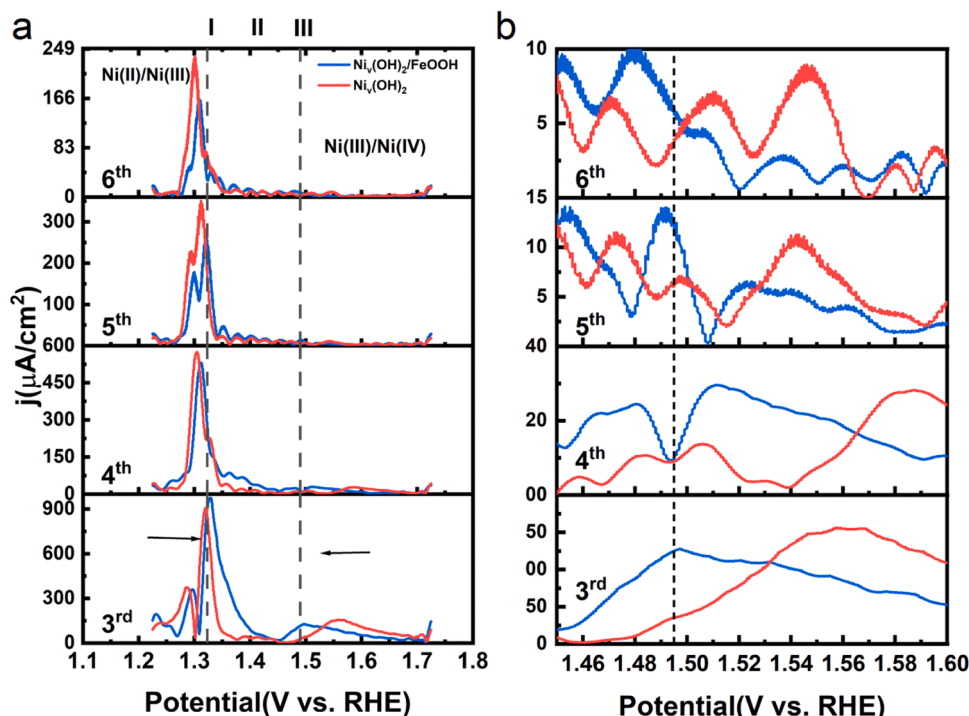 a
I II III
b
Ni(II)/Ni(III)
Niᵥ(OH)₂/FeOOH
Niᵥ(OH)₂
Ni(III)/Ni(IV)
249
166
83
0
6th
300
200
100
600
5th
450
300
150
0
4th
900
600
300
0
3rd
j(μA/cm²)
1.1 1.2 1.3 1.4 1.5 1.6 1.7 1.8
Potential(V vs. RHE)
10
5
15
6th
10
5
40
5th
20
00
4th
50
00
50
00
3rd
1.46 1.48 1.50 1.52 1.54 1.56 1.58 1.60
Potential(V vs. RHE)